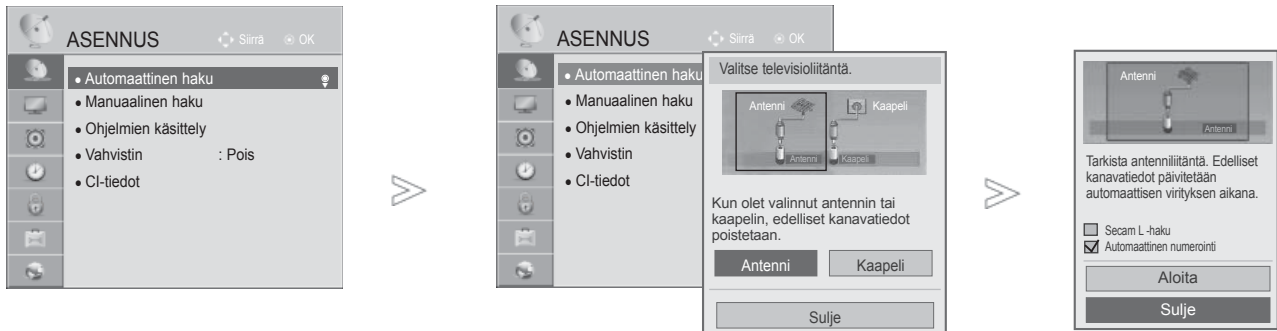 ASENNUS
Siirrä OK
• Automaattinen haku
• Manuaalinen haku
• Ohjelmien käsittely
• Vahvistin : Pois
• CI-tiedot
ASENNUS
Siirrä OK
• Automaattinen haku
• Manuaalinen haku
• Ohjelmien käsittely
• Vahvistin
• CI-tiedot
Valitse televisioliitäntä.
Antenni Kaapeli
Antenni Kaapeli
Kun olet valinnut antennin tai
kaapelin, edelliset kanavatiedot
poistetaan.
Antenni Kaapeli
Sulje
Antenni
Antenni
Tarkista antenniliitäntä. Edelliset
kanavatiedot päivitetään
automaattisen virityksen aikana.
Secam L -haku
Automaattinen numerointi
Aloita
Sulje